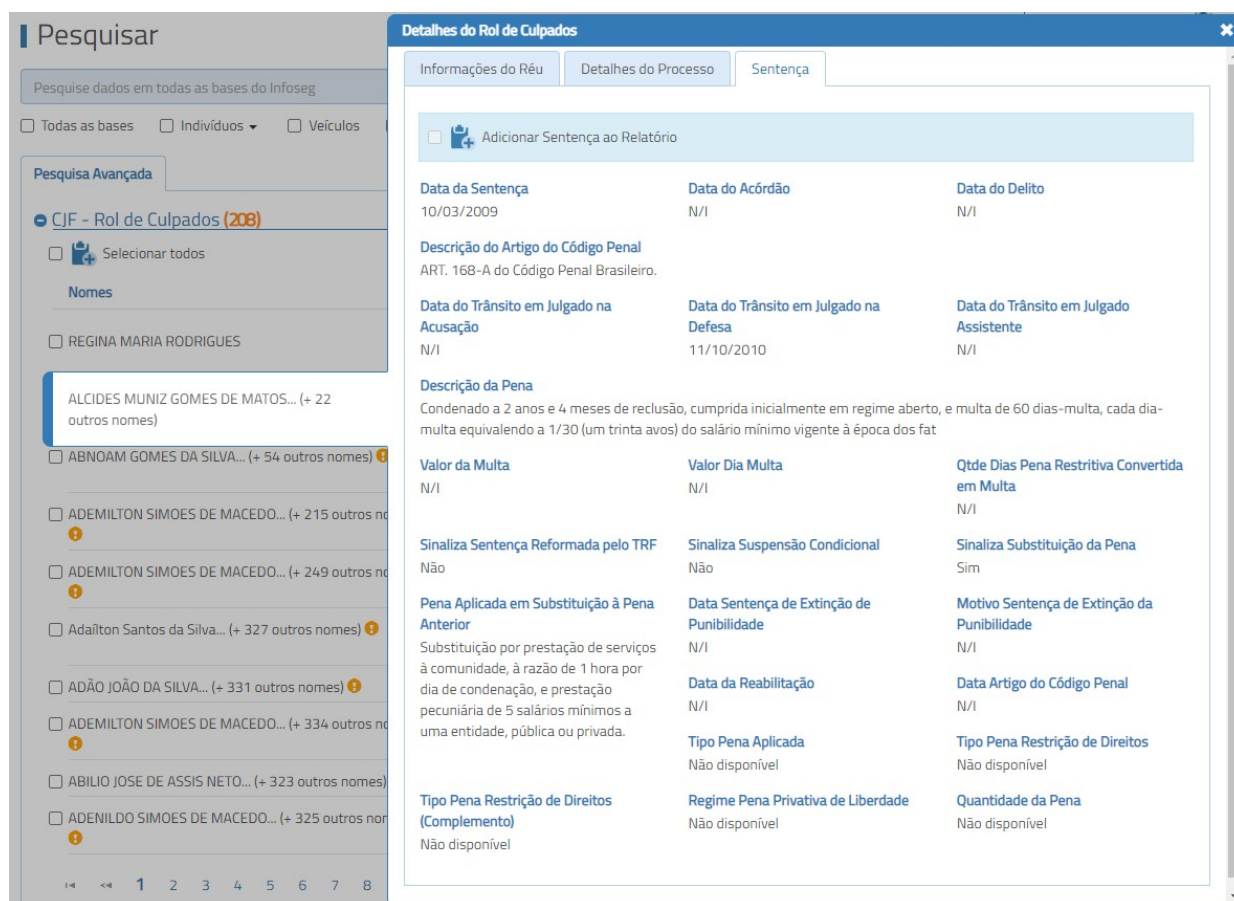 Pesquisar
Pesquise dados em todas as bases do Infoseg
Todas as bases Indivíduos Veículos
Pesquisa Avançada
CJF - Rol de Culpados (208)
Selecionar todos
Nomes
REGINA MARIA RODRIGUES
ALCIDES MUNIZ GOMES DE MATOS... (+ 22
outros nomes)
ABNOAM GOMES DA SILVA... (+ 54 outros nomes)
ADEMILTON SIMOES DE MACEDO... (+ 215 outros no
ADEMILTON SIMOES DE MACEDO... (+ 249 outros no
Adaílton Santos da Silva... (+ 327 outros nomes)
ADÃO JOÃO DA SILVA... (+ 331 outros nomes)
ADEMILTON SIMOES DE MACEDO... (+ 334 outros no
ABILIO JOSE DE ASSIS NETO... (+ 323 outros nomes)
ADENILDO SIMOES DE MACEDO... (+ 325 outros nor
1 2 3 4 5 6 7 8
Detalhes do Rol de Culpados
Informações do Réu Detalhes do Processo Sentença
Adicionar Sentença ao Relatório
Data da Sentença Data do Acórdão Data do Delito
10/03/2009 N/I N/I
Descrição do Artigo do Código Penal
ART. 168-A do Código Penal Brasileiro.
Data do Trânsito em Julgado na Data do Trânsito em Julgado na Data do Trânsito em Julgado
Acusação Defesa Assistente
N/I 11/10/2010 N/I
Descrição da Pena
Condenado a 2 anos e 4 meses de reclusão, cumprida inicialmente em regime aberto, e multa de 60 dias-multa, cada dia-
multa equivalendo a 1/30 (um trinta avos) do salário mínimo vigente à época dos fat
Valor da Multa Valor Dia Multa Qtde Dias Pena Restritiva Convertida
N/I N/I em Multa
N/I
Sinaliza Sentença Reformada pelo TRF Sinaliza Suspensão Condicional Sinaliza Substituição da Pena
Não Não Sim
Pena Aplicada em Substituição à Pena Data Sentença de Extinção de Motivo Sentença de Extinção da
Anterior Punibilidade Punibilidade
Substituição por prestação de serviços N/I N/I
à comunidade, à razão de 1 hora por
dia de condenação, e prestação Data da Reabilitação Data Artigo do Código Penal
pecuniária de 5 salários mínimos a N/I N/I
uma entidade, pública ou privada. Tipo Pena Aplicada Tipo Pena Restrição de Direitos
Não disponível Não disponível
Tipo Pena Restrição de Direitos Regime Pena Privativa de Liberdade Quantidade da Pena
(Complemento) Não disponível Não disponível
Não disponível